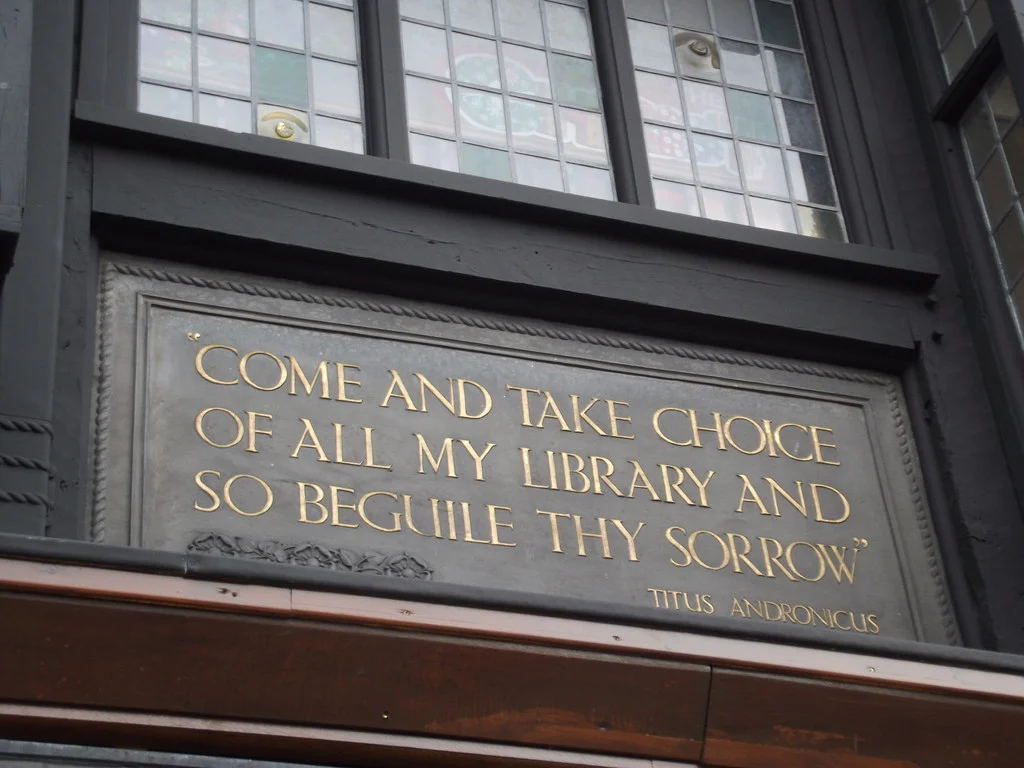 “COME AND TAKE CHOICE
OF ALL MY LIBRARY AND
SO BEGUILE THY SORROW”
TITUS ANDRONICUS